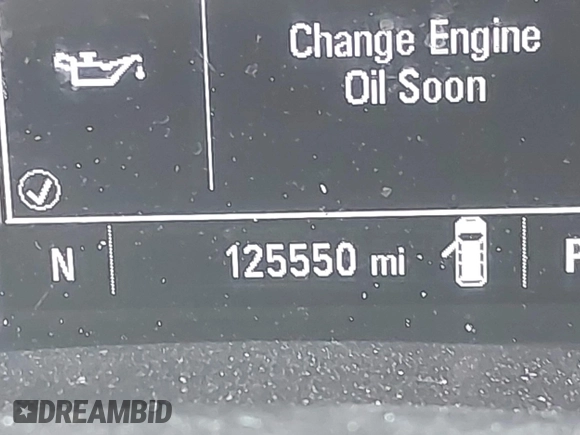 Change Engine
Oil Soon
N
125550 mi
P
DREAMBID